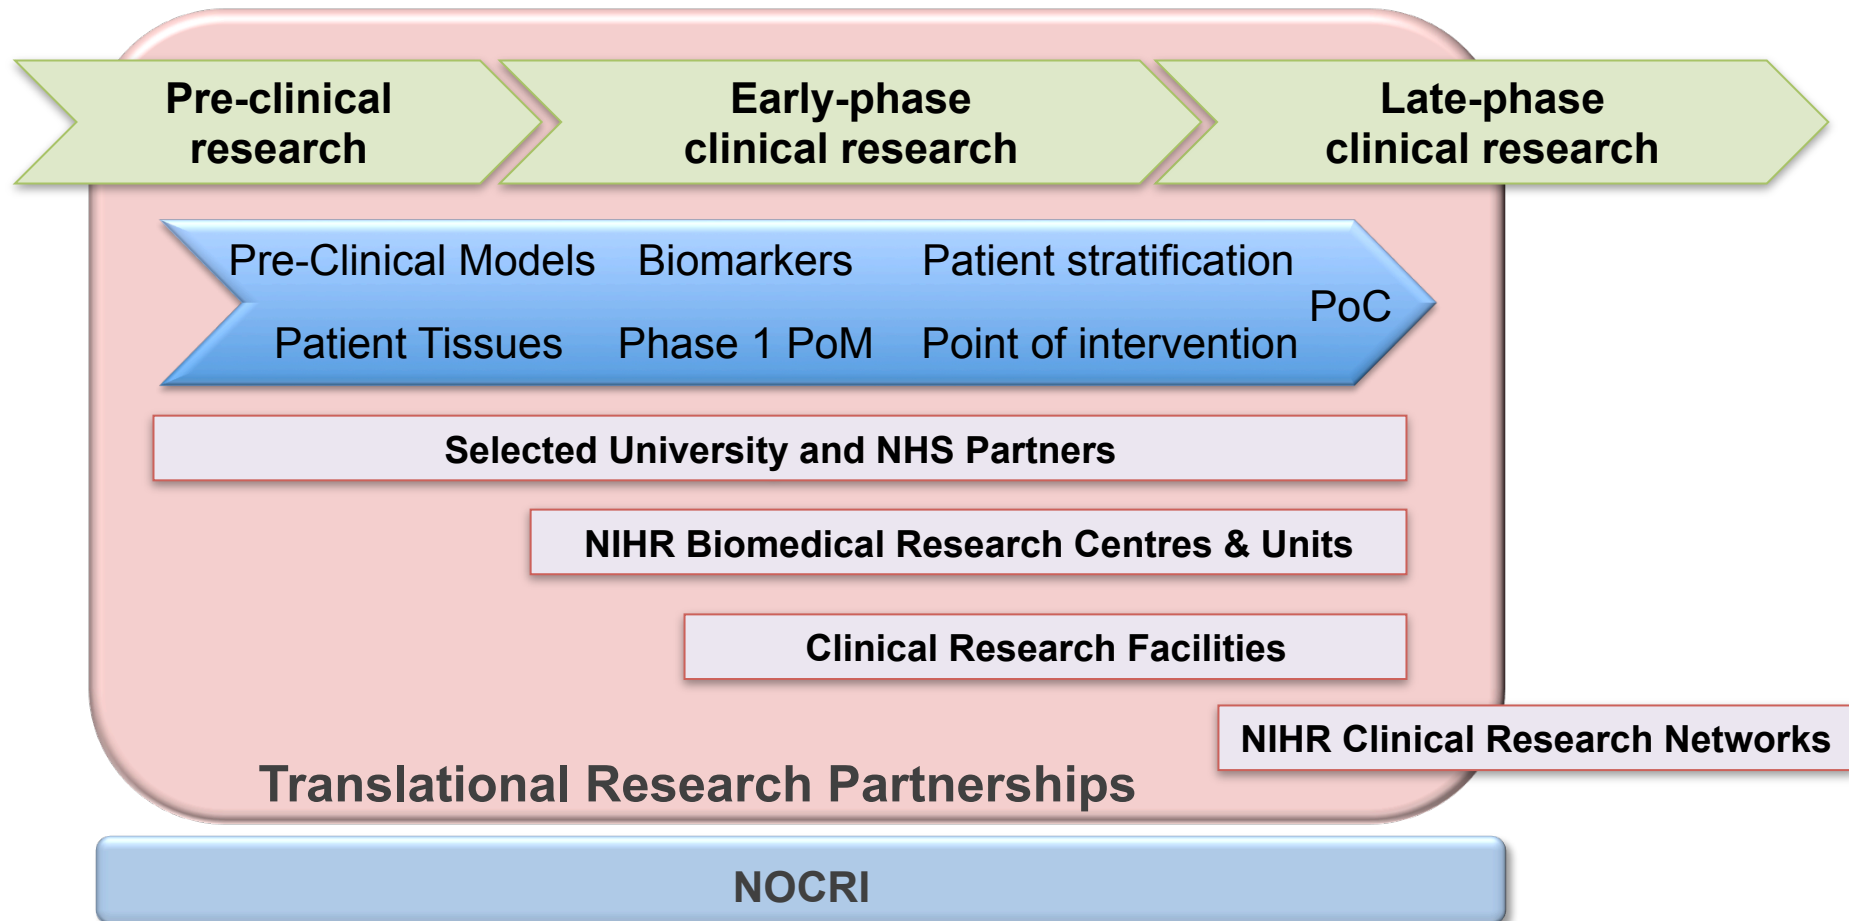 Pre-clinical
research
Early-phase
clinical research
Late-phase
clinical research
Pre-Clinical Models
Biomarkers
Patient stratification
PoC
Patient Tissues
Phase 1 PoM
Point of intervention
Selected University and NHS Partners
NIHR Biomedical Research Centres & Units
Clinical Research Facilities
NIHR Clinical Research Networks
Translational Research Partnerships
NOCRI